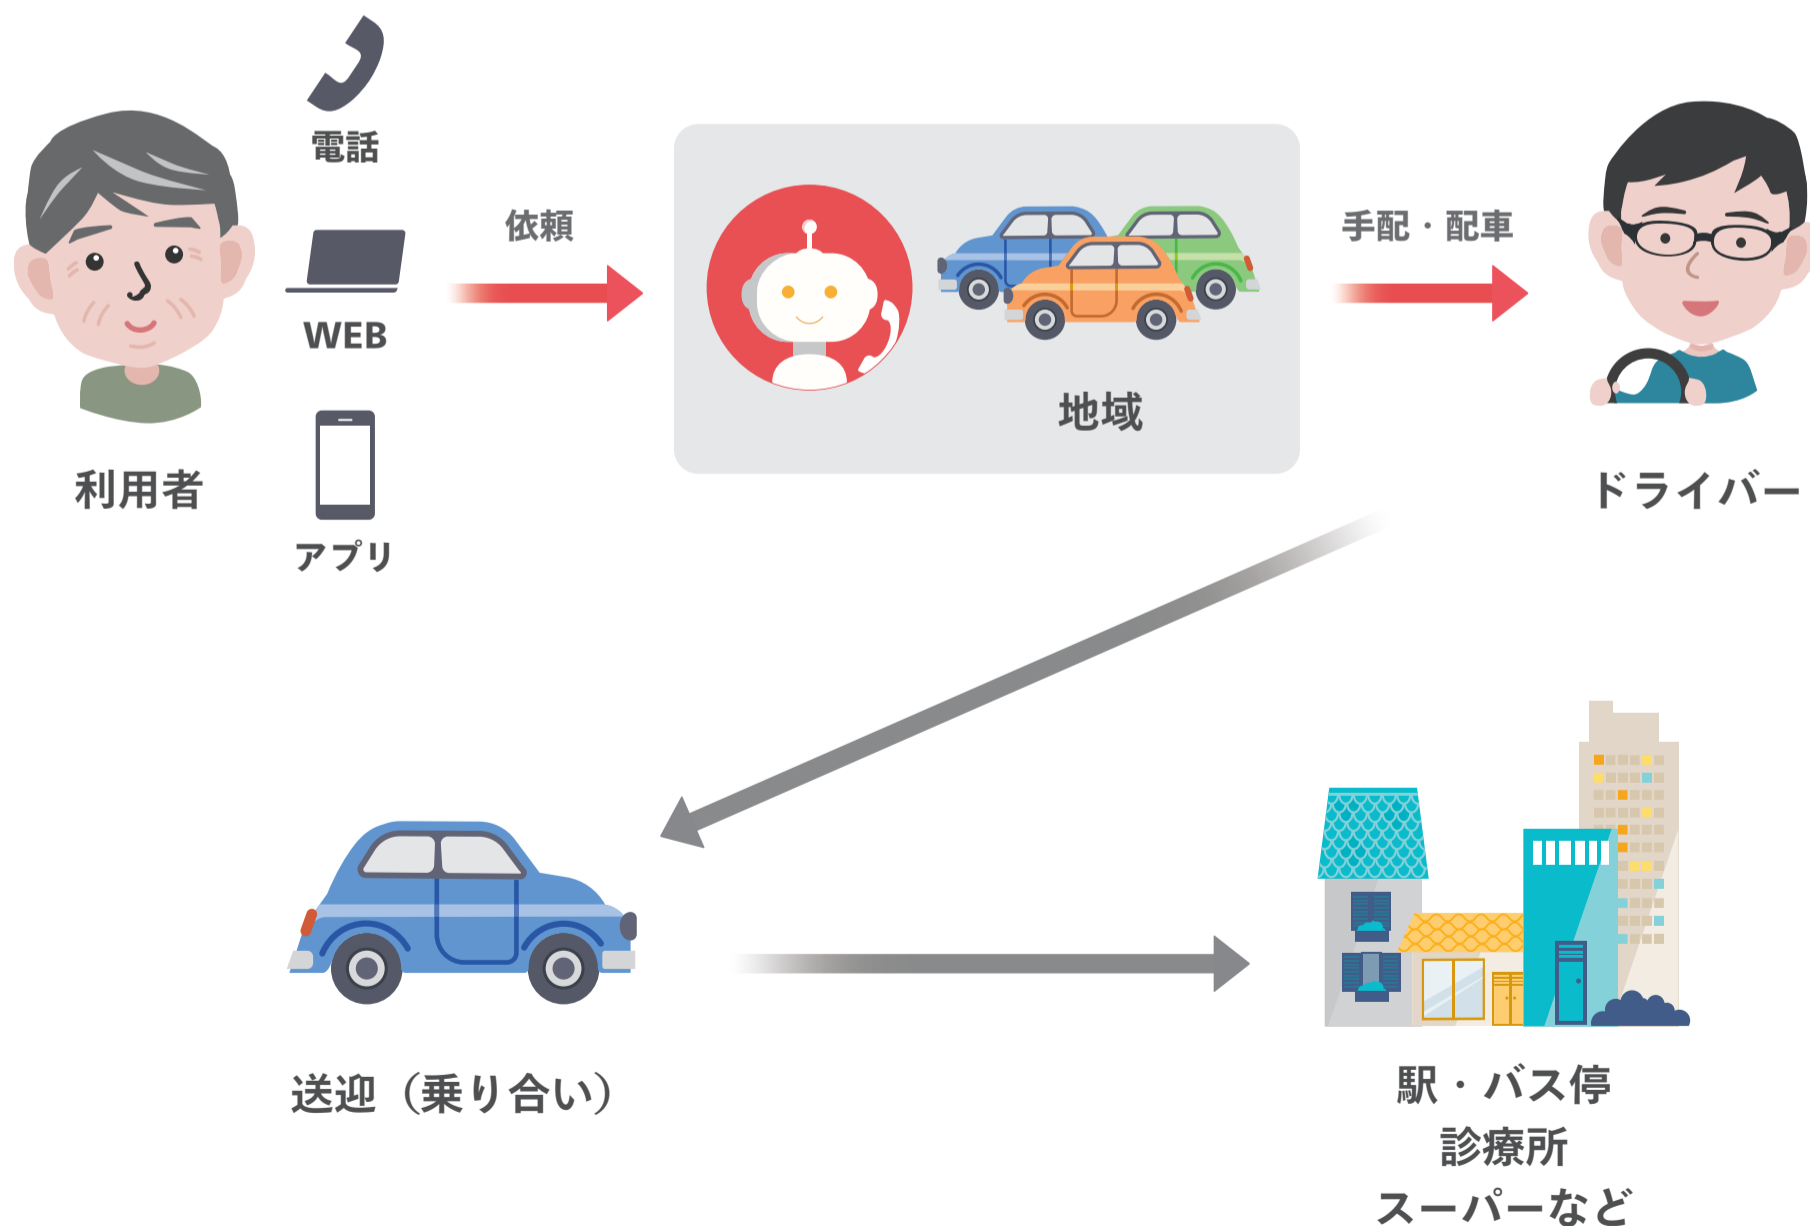 電話
依頼
手配・配車
WEB
地域
利用者
ドライバー
アプリ
送迎（乗り合い）
駅・バス停
診療所
スーパーなど